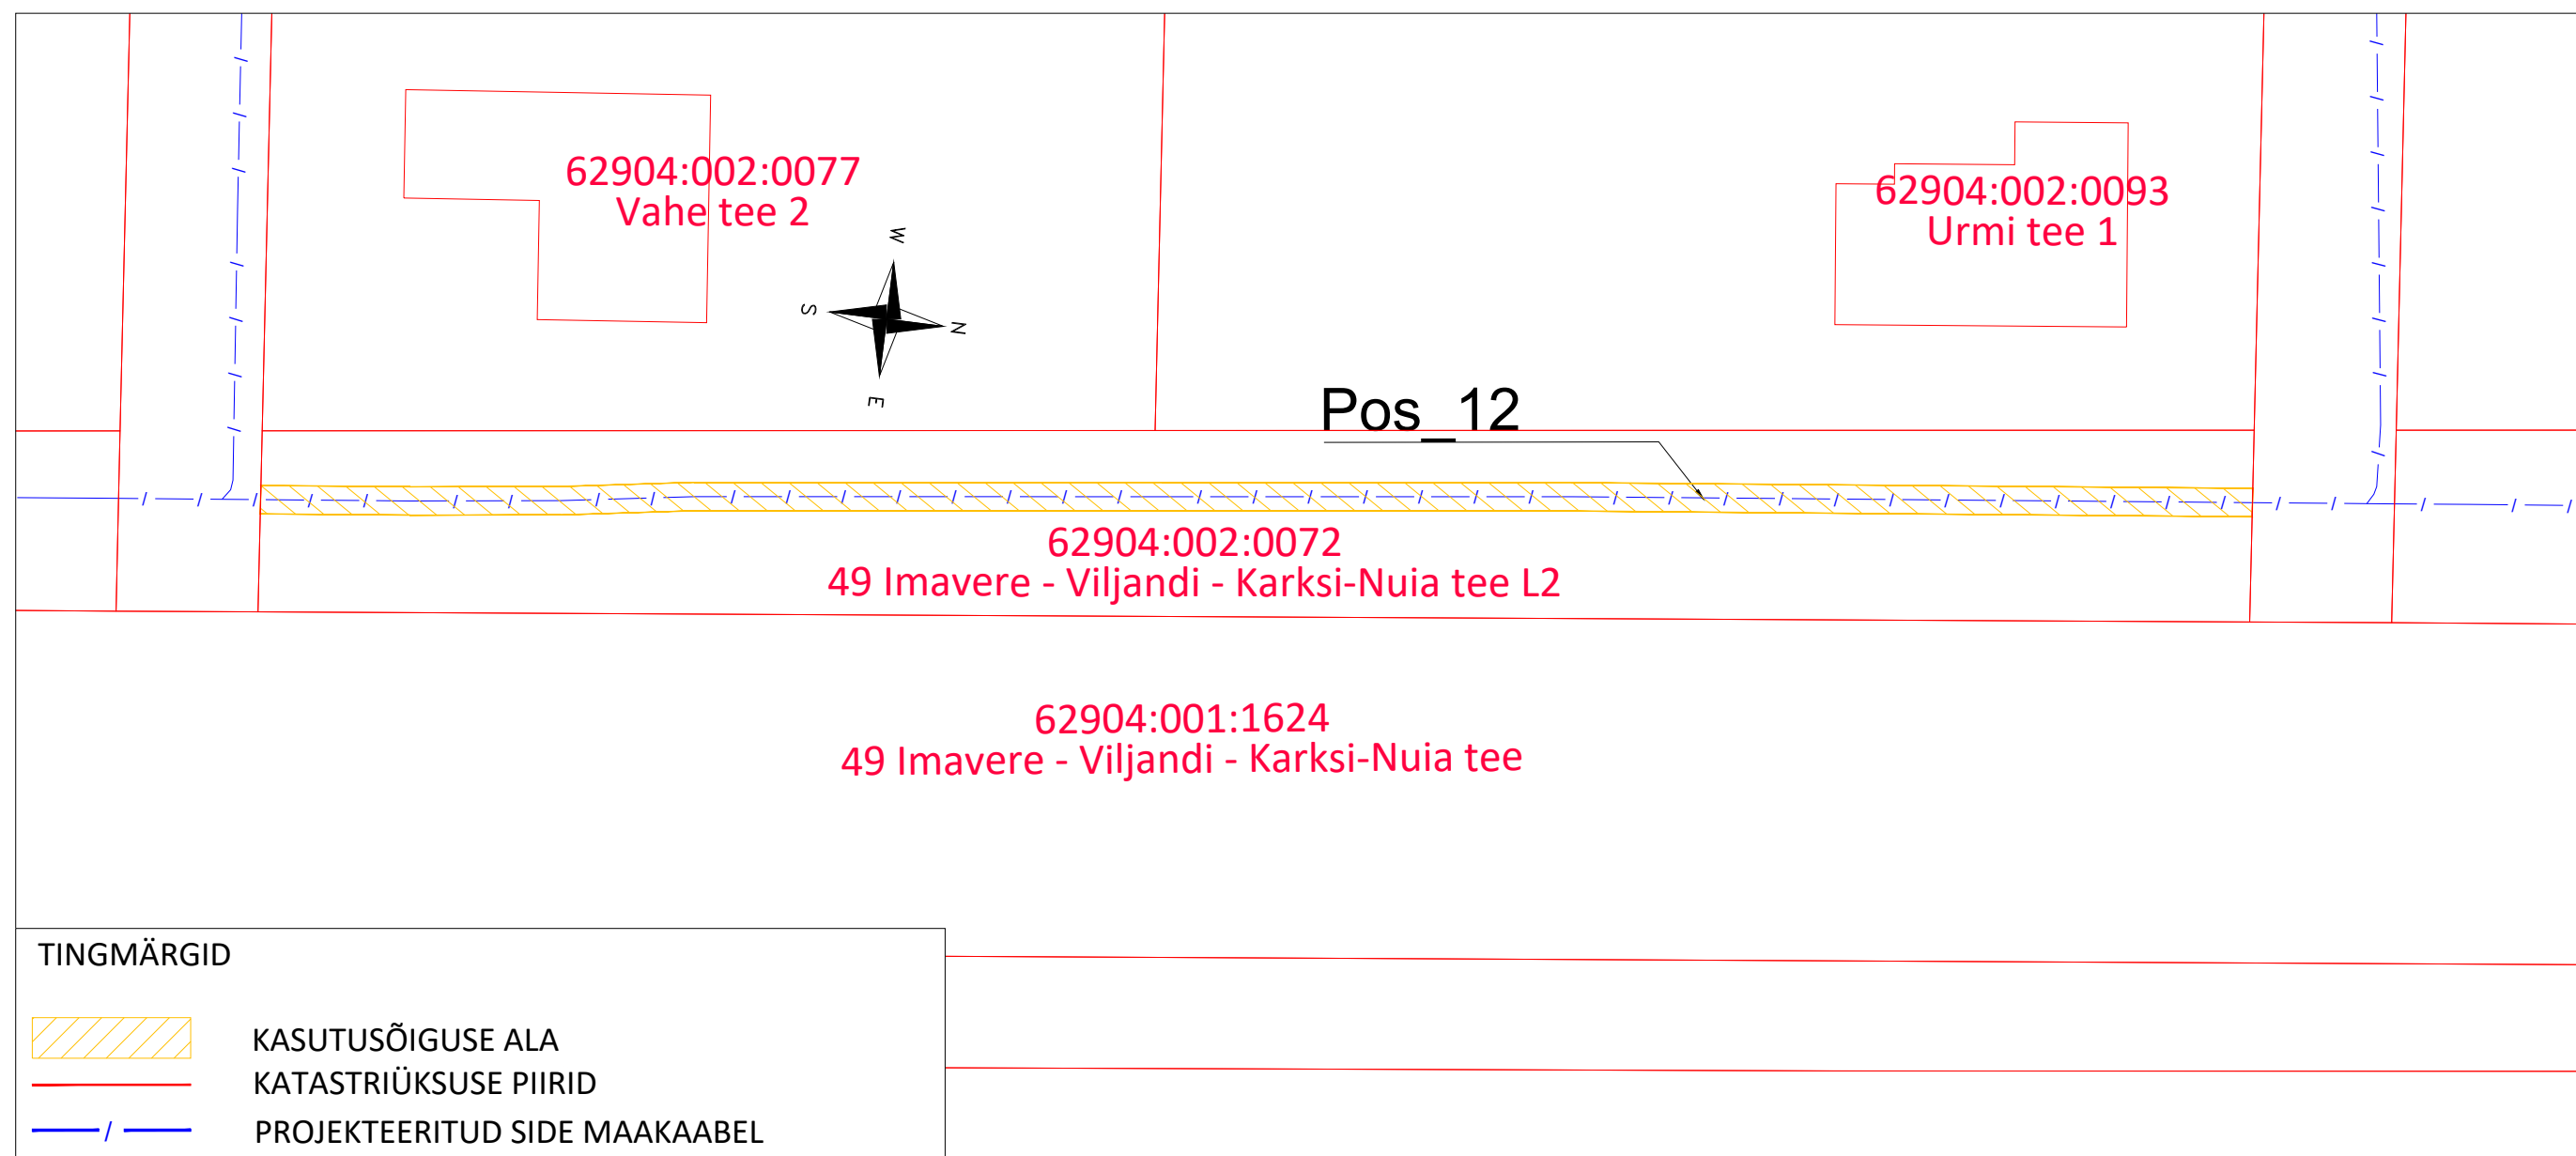 62904:002:0077
Vahe tee 2
62904:002:0093
Urmi tee 1
W
S
N
E
Pos_12
62904:002:0072
49 Imavere - Viljandi - Karksi-Nuia tee L2
62904:001:1624
49 Imavere - Viljandi - Karksi-Nuia tee
TINGMÄRGID
KASUTUSÕIGUSE ALA
KATASTRIÜKSUSE PIIRID
PROJEKTEERITUD SIDE MAAKAABEL